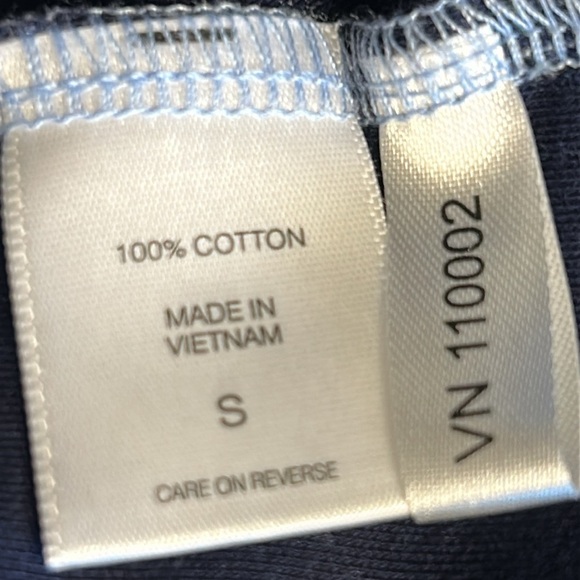 100% COTTON
MADE IN
VIETNAM
S
CARE ON REVERSE
VN 110002